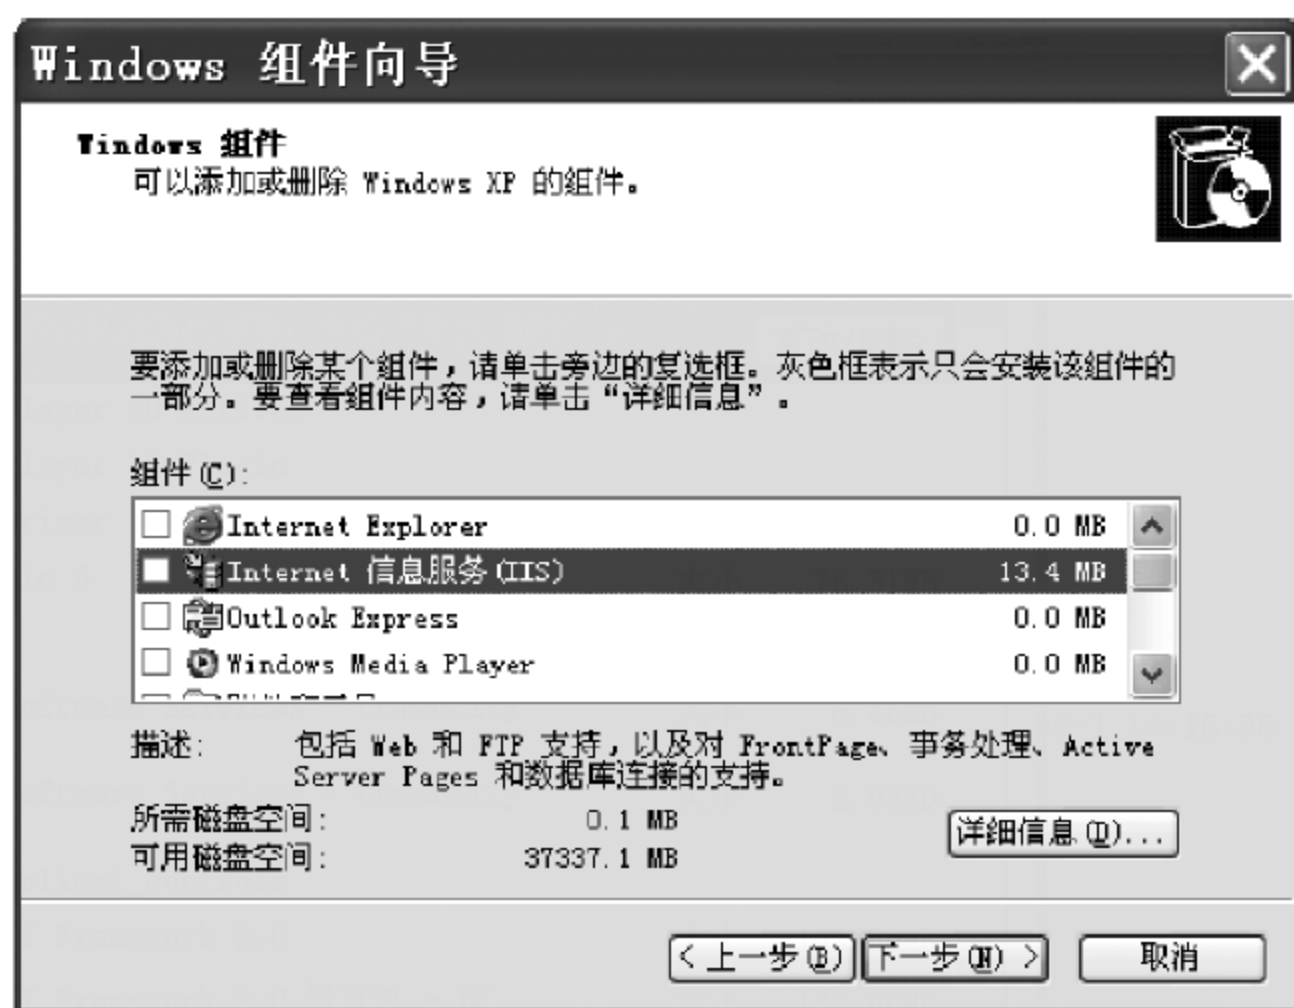 Windows 组件向导
Windows 组件
可以添加或删除 Windows XP 的组件。
要添加或删除某个组件，请单击旁边的复选框。灰色框表示只会安装该组件的
一部分。要查看组件内容，请单击“详细信息”。
组件(C):
Internet Explorer 0.0 MB
Internet 信息服务(IIS) 13.4 MB
Outlook Express 0.0 MB
Windows Media Player 0.0 MB
描述: 包括 Web 和 FTP 支持，以及对 FrontPage、事务处理、Active
Server Pages 和数据库连接的支持。
所需磁盘空间: 0.1 MB
可用磁盘空间: 37337.1 MB
详细信息(D)...
< 上一步(B) 下一步(N) > 取消